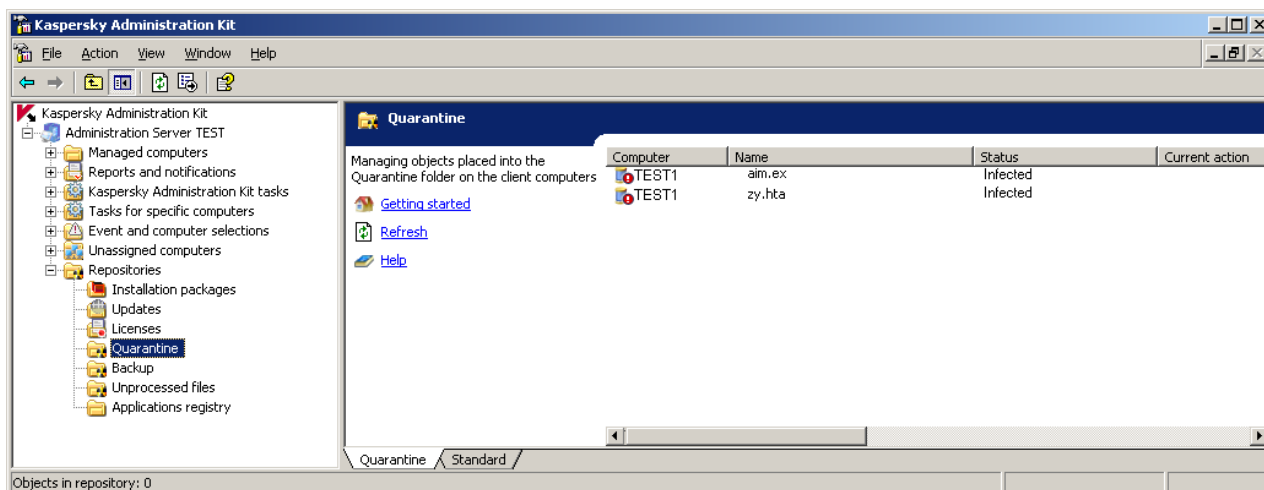 Kaspersky Administration Kit
File Action View Window Help
Kaspersky Administration Kit
Administration Server TEST
Managed computers
Reports and notifications
Kaspersky Administration Kit tasks
Tasks for specific computers
Event and computer selections
Unassigned computers
Repositories
Installation packages
Updates
Licenses
Quarantine
Backup
Unprocessed files
Applications registry
Quarantine
Managing objects placed into the
Quarantine folder on the client computers
Getting started
Refresh
Help
Computer Name Status Current action
TEST1 aim.ex Infected
TEST1 zy.hta Infected
Quarantine Standard
Objects in repository: 0